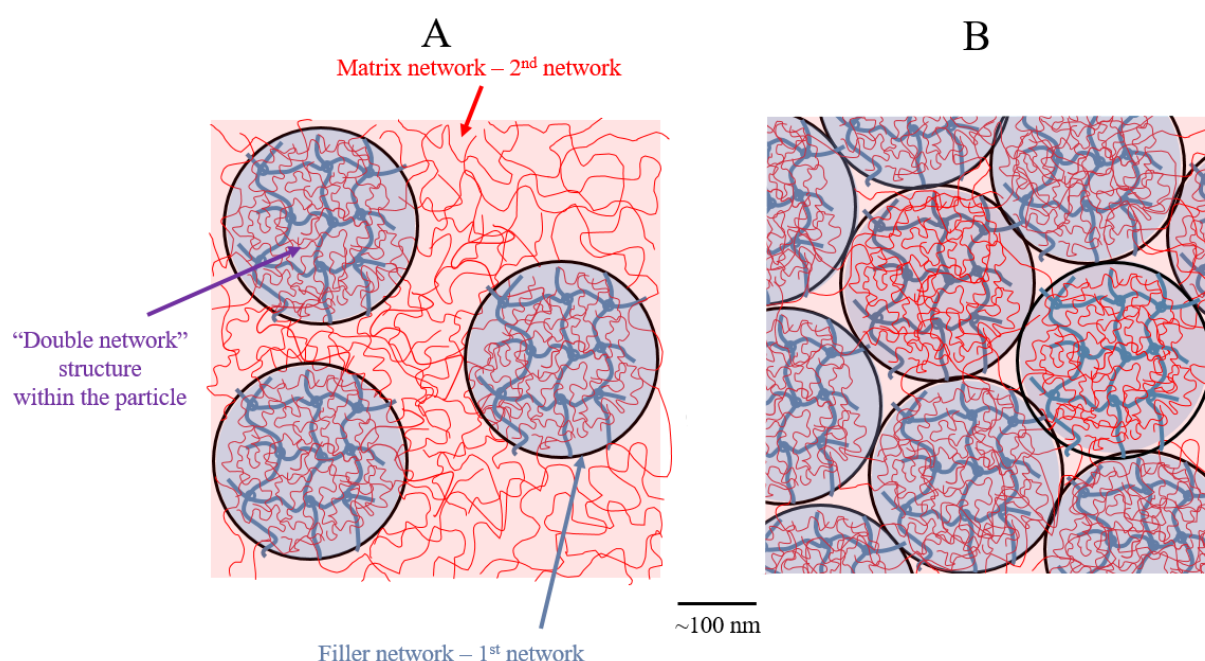 A
B
Matrix network – 2nd network
“Double network”
structure
within the particle
~100 nm
Filler network – 1st network